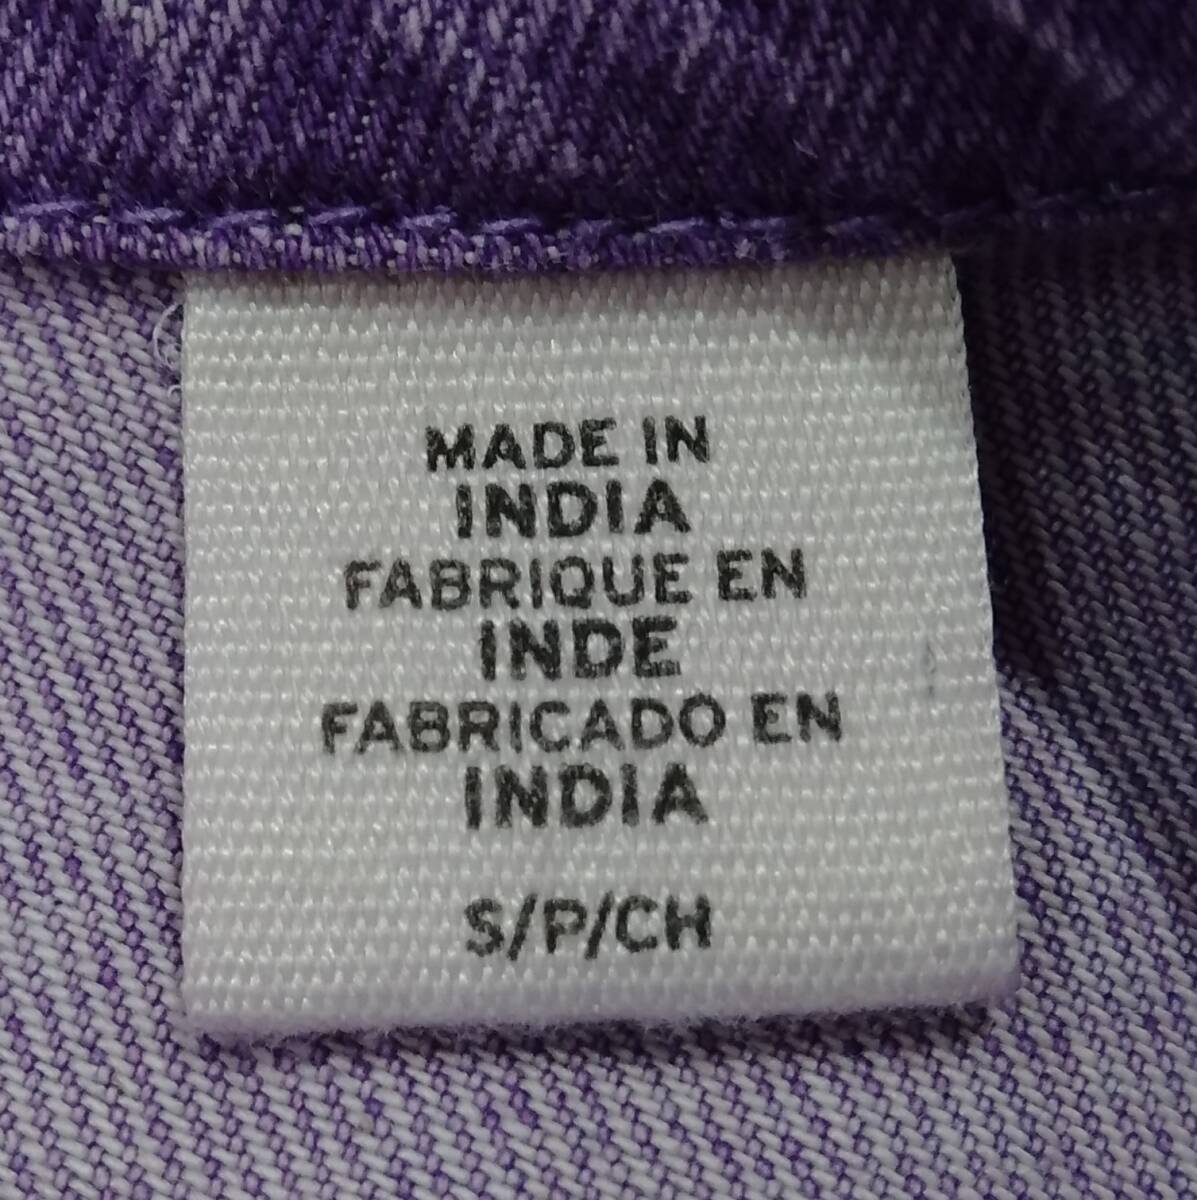 MADE IN
INDIA
FABRIQUE EN
INDE
FABRICADO EN
INDIA
S/P/CH